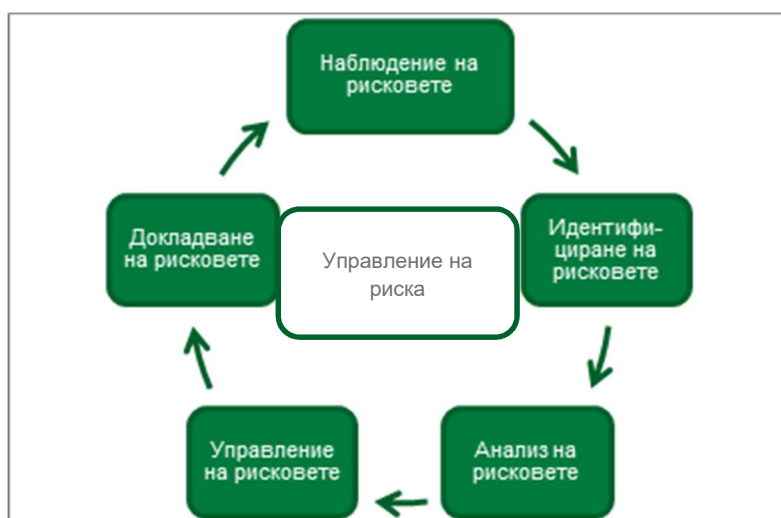 Наблюдение на
рисковете
Идентифи-
циране на
рисковете
Анализ на
рисковете
Управление
на рисковете
Докладване
на рисковете
Управление на
риска